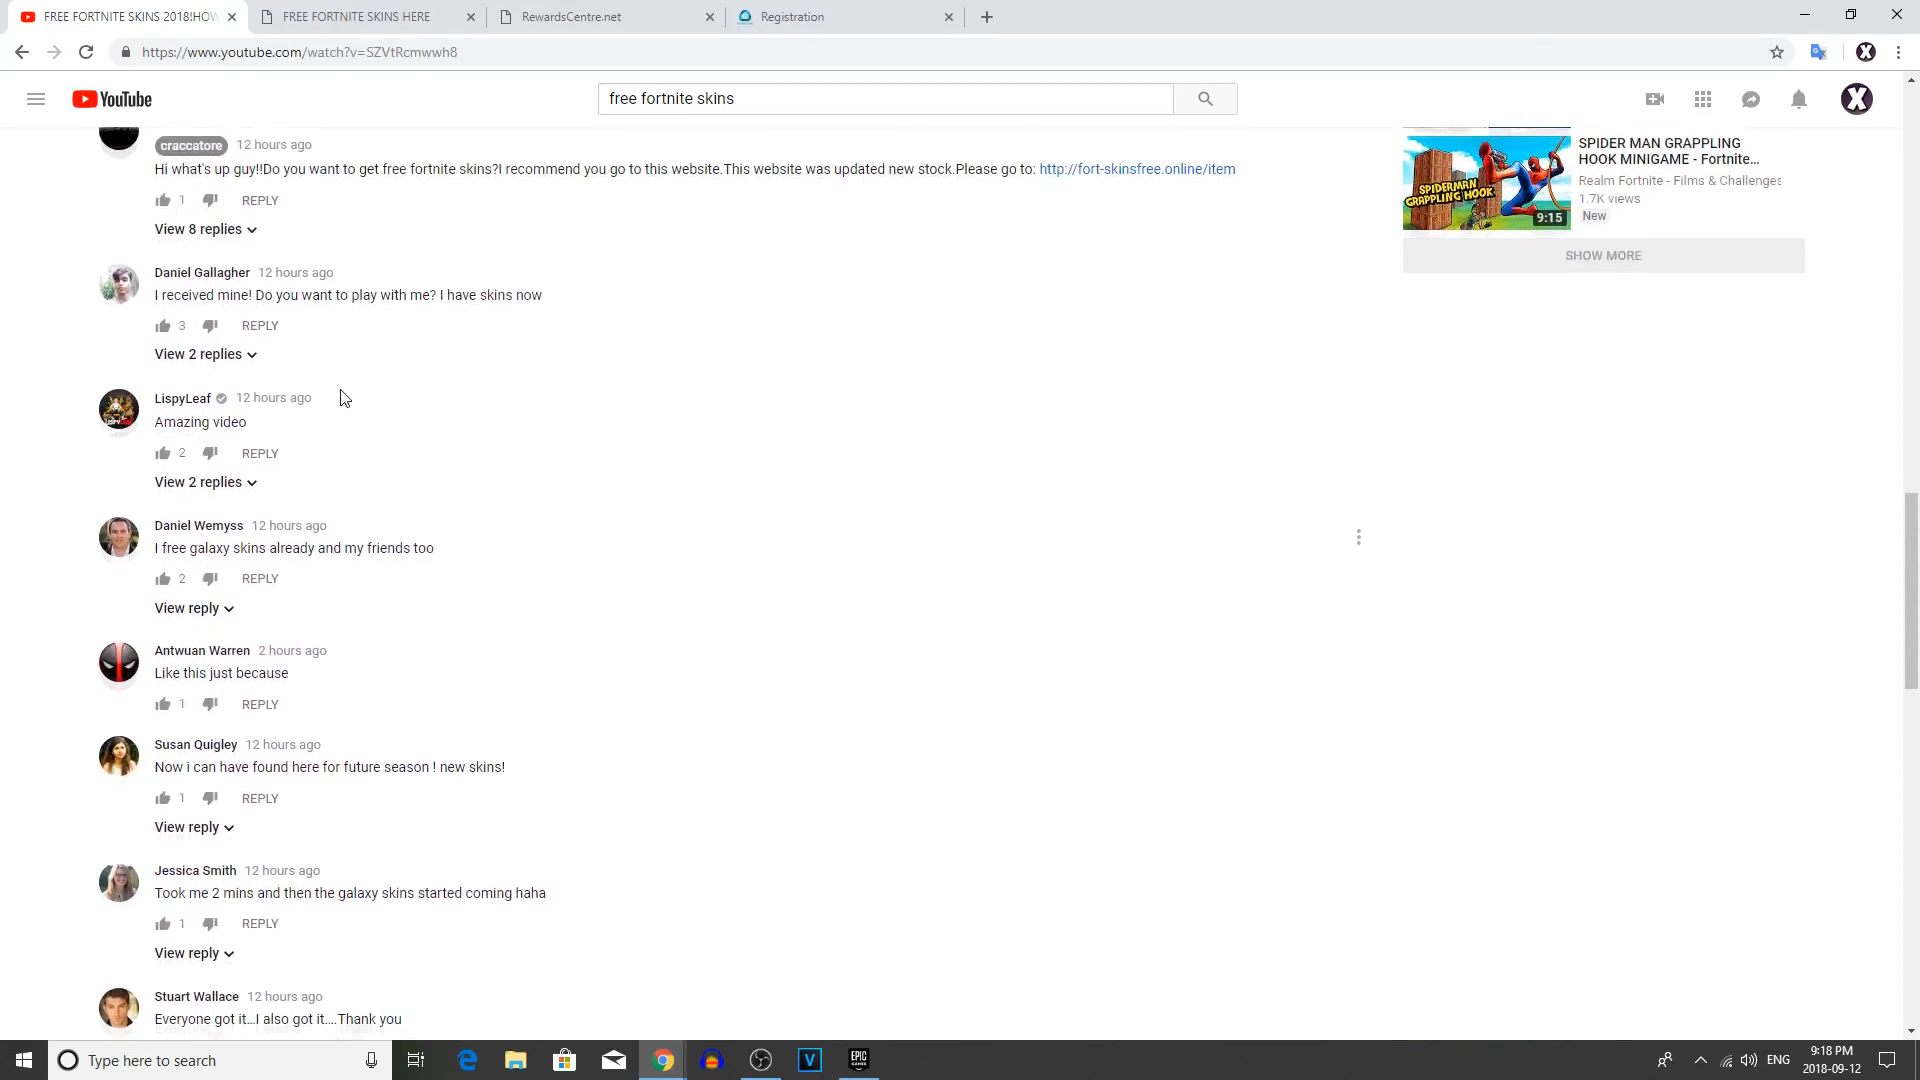 FREE FORTNITE SKINS 2018!HOW
FREE FORTNITE SKINS HERE
RewardsCentre.net
Registration
https://www.youtube.com/watch?v=SZVtRcmwwh8
YouTube
free fortnite skins
X
craccatore 12 hours ago
Hi what's up guy!!Do you want to get free fortnite skins?I recommend you go to this website.This website was updated new stock.Please go to: http://fort-skinsfree.online/item
1 REPLY
View 8 replies
Daniel Gallagher 12 hours ago
I received mine! Do you want to play with me? I have skins now
3 REPLY
View 2 replies
LispyLeaf 12 hours ago
Amazing video
2 REPLY
View 2 replies
Daniel Wemyss 12 hours ago
I free galaxy skins already and my friends too
2 REPLY
View reply
Antwuan Warren 2 hours ago
Like this just because
1 REPLY
Susan Quigley 12 hours ago
Now i can have found here for future season ! new skins!
1 REPLY
View reply
Jessica Smith 12 hours ago
Took me 2 mins and then the galaxy skins started coming haha
1 REPLY
View reply
Stuart Wallace 12 hours ago
Everyone got it...I also got it....Thank you
SPIDERMAN
GRAPPLING HOOK
9:15
SPIDER MAN GRAPPLING
HOOK MINIGAME - Fortnite...
Realm Fortnite - Films & Challenges
1.7K views
New
SHOW MORE
Type here to search
V
EPIC
GAMES
ENG
9:18 PM
2018-09-12